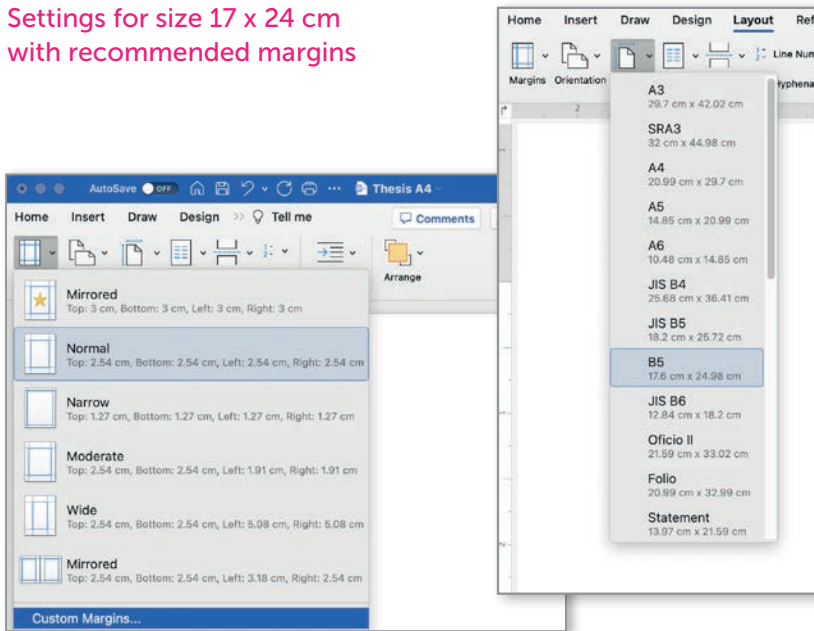 Settings for size 17 x 24 cm
with recommended margins
AutoSave OFF ... Thesis A4
Home Insert Draw Design >> Tell me Comments
Arrange
Mirrored
Top: 3 cm, Bottom: 3 cm, Left: 3 cm, Right: 3 cm
Normal
Top: 2.54 cm, Bottom: 2.54 cm, Left: 2.54 cm, Right: 2.54 cm
Narrow
Top: 1.27 cm, Bottom: 1.27 cm, Left: 1.27 cm, Right: 1.27 cm
Moderate
Top: 2.54 cm, Bottom: 2.54 cm, Left: 1.91 cm, Right: 1.91 cm
Wide
Top: 2.54 cm, Bottom: 2.54 cm, Left: 5.08 cm, Right: 5.08 cm
Mirrored
Top: 2.54 cm, Bottom: 2.54 cm, Left: 3.18 cm, Right: 2.54 cm
Custom Margins...
Home Insert Draw Design Layout Ref
Line Num
Margins Orientation yphena
2
A3
29.7 cm x 42.02 cm
SRA3
32 cm x 44.98 cm
A4
20.99 cm x 29.7 cm
A5
14.85 cm x 20.99 cm
A6
10.48 cm x 14.85 cm
JIS B4
25.68 cm x 36.41 cm
JIS B5
18.2 cm x 25.72 cm
B5
17.6 cm x 24.98 cm
JIS B6
12.84 cm x 18.2 cm
Oficio II
21.59 cm x 33.02 cm
Folio
20.99 cm x 32.99 cm
Statement
13.97 cm x 21.59 cm